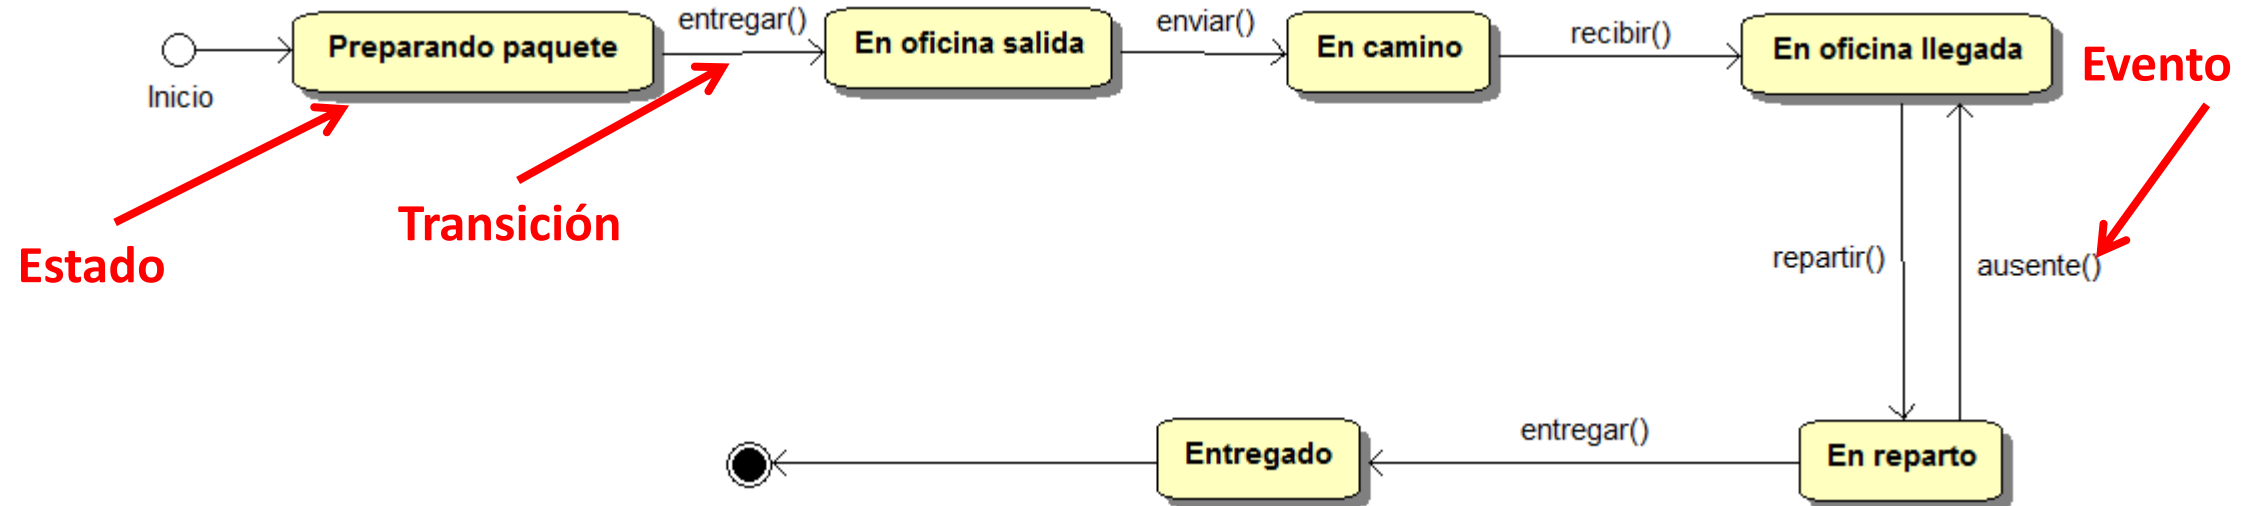 entregar()
enviar()
recibir()
Preparando paquete
En oficina salida
En camino
En oficina llegada
Evento
Inicio
Transición
Estado
repartir()
ausente()
entregar()
Entregado
En reparto